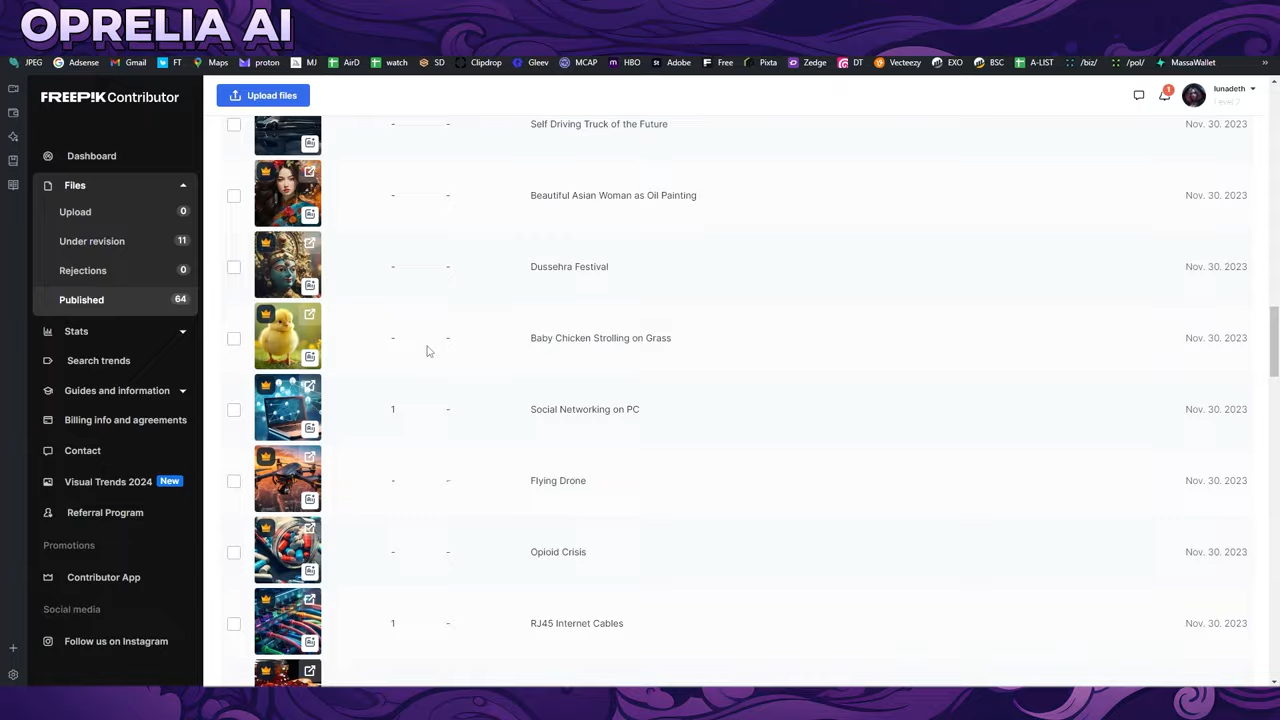 OPRELIA AI
JPEG Adsense Gmail FT Maps proton MJ AirD watch SD Clipdrop Gleev MCAP HBO Adobe Free Pixta Zedge DT Vecteezy EXO BSC A-LIST /biz/ /pol/ MassaWallet »
FREEPIK Contributor
Upload files
1
lunadeth
Level 7
Dashboard
Files
Upload 0
Under revision 11
Rejections 0
Published 64
Stats
Search trends
Guides and information
Billing info and agreements
Contact
Visual Trends 2024 New
Referral Program
Promotions
Contributor App
Social media
Follow us on Instagram
Self Driving Truck of the Future Nov. 30. 2023
- - Beautiful Asian Woman as Oil Painting Nov. 30. 2023
- - Dussehra Festival Nov. 30. 2023
- - Baby Chicken Strolling on Grass Nov. 30. 2023
1 - Social Networking on PC Nov. 30. 2023
- - Flying Drone Nov. 30. 2023
- - Opioid Crisis Nov. 30. 2023
1 - RJ45 Internet Cables Nov. 30. 2023